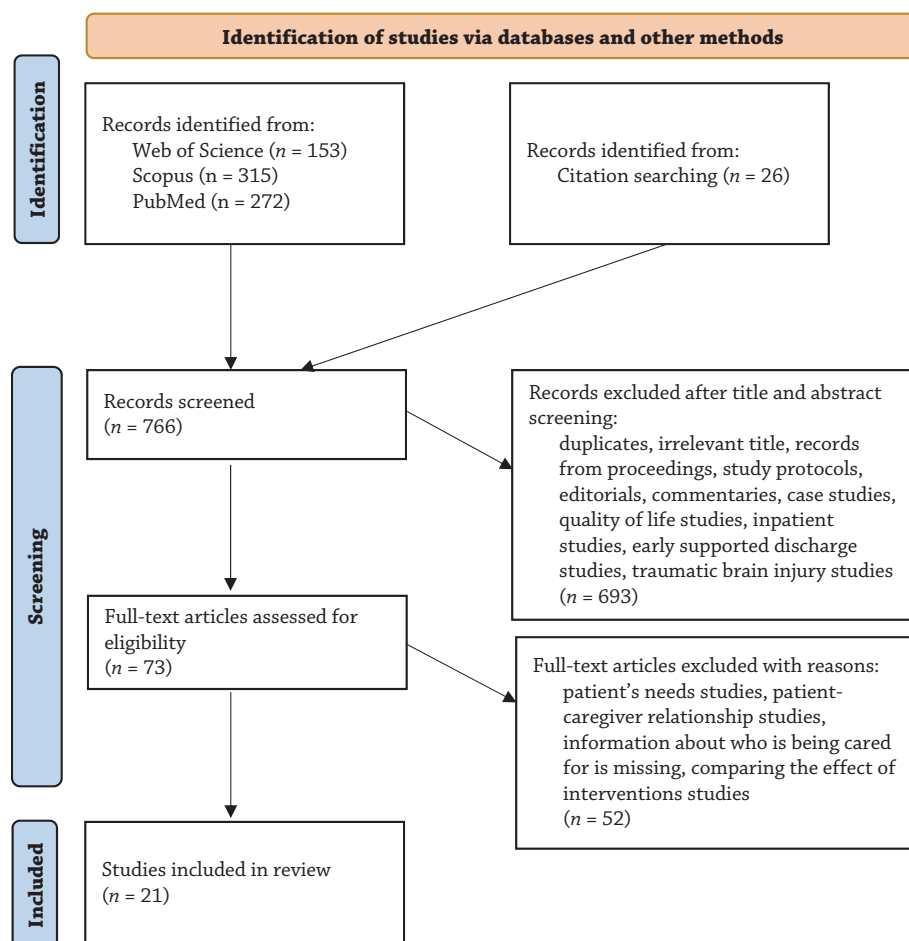 Identification of studies via databases and other methods
Identification
Records identified from:
Web of Science (n = 153)
Scopus (n = 315)
PubMed (n = 272)
Records identified from:
Citation searching (n = 26)
Screening
Records screened
(n = 766)
Records excluded after title and abstract
screening:
duplicates, irrelevant title, records
from proceedings, study protocols,
editorials, commentaries, case studies,
quality of life studies, inpatient
studies, early supported discharge
studies, traumatic brain injury studies
(n = 693)
Full-text articles assessed for
eligibility
(n = 73)
Full-text articles excluded with reasons:
patient’s needs studies, patient-
caregiver relationship studies,
information about who is being cared
for is missing, comparing the effect of
interventions studies
(n = 52)
Included
Studies included in review
(n = 21)